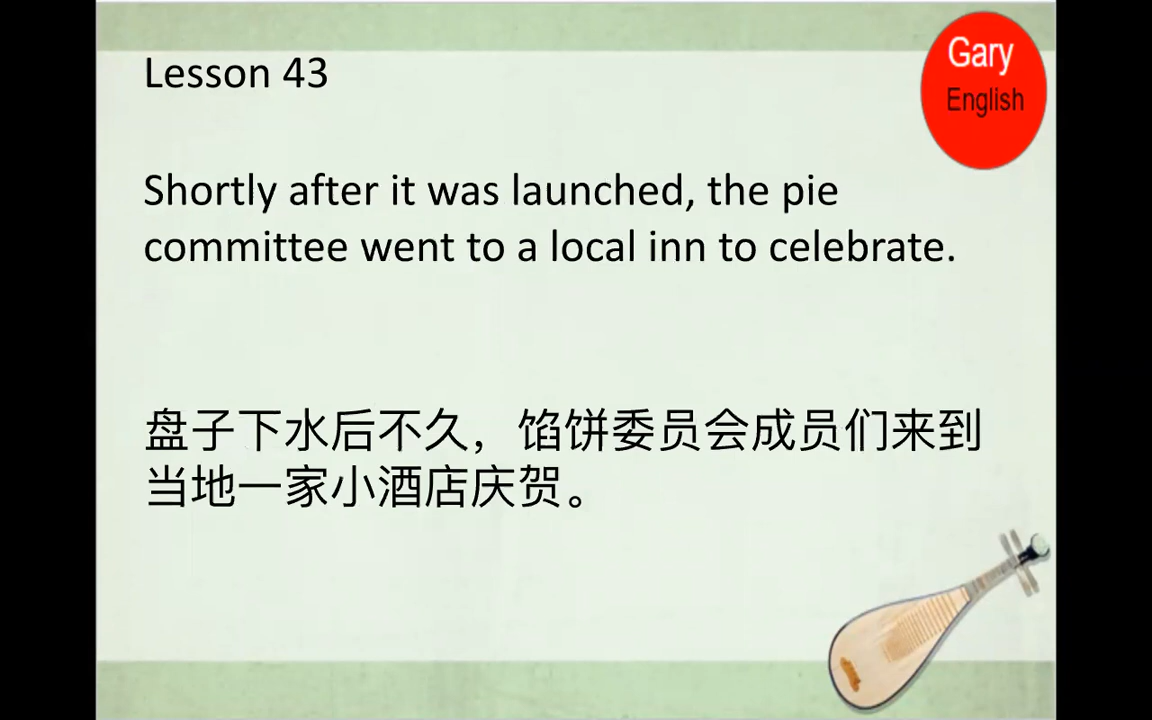 Lesson 43
Gary
English
Shortly after it was launched, the pie
committee went to a local inn to celebrate.
盘子下水后不久，馅饼委员会成员们来到
当地一家小酒店庆贺。